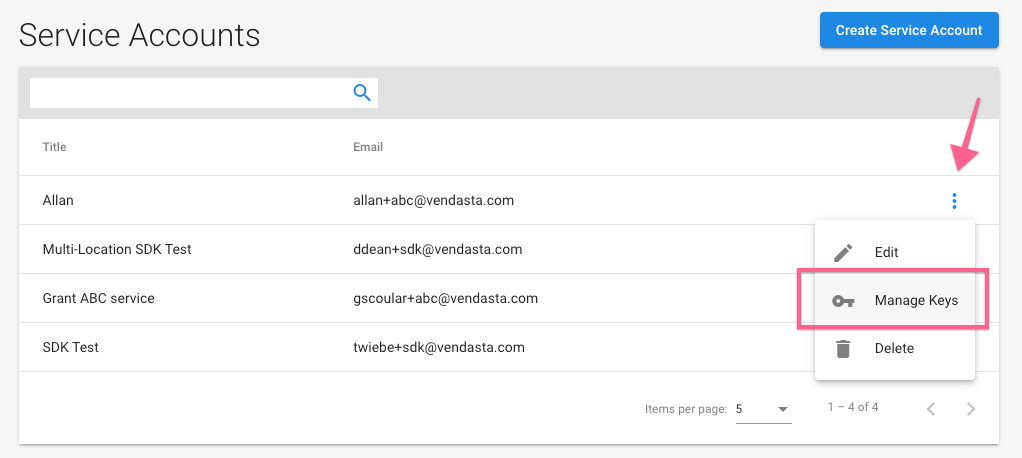 Service Accounts
Create Service Account
Title Email
Allan allan+abc@vendasta.com
Multi-Location SDK Test ddean+sdk@vendasta.com
Edit
Grant ABC service gscoular+abc@vendasta.com
Manage Keys
SDK Test twiebe+sdk@vendasta.com
Delete
Items per page: 5 1 – 4 of 4